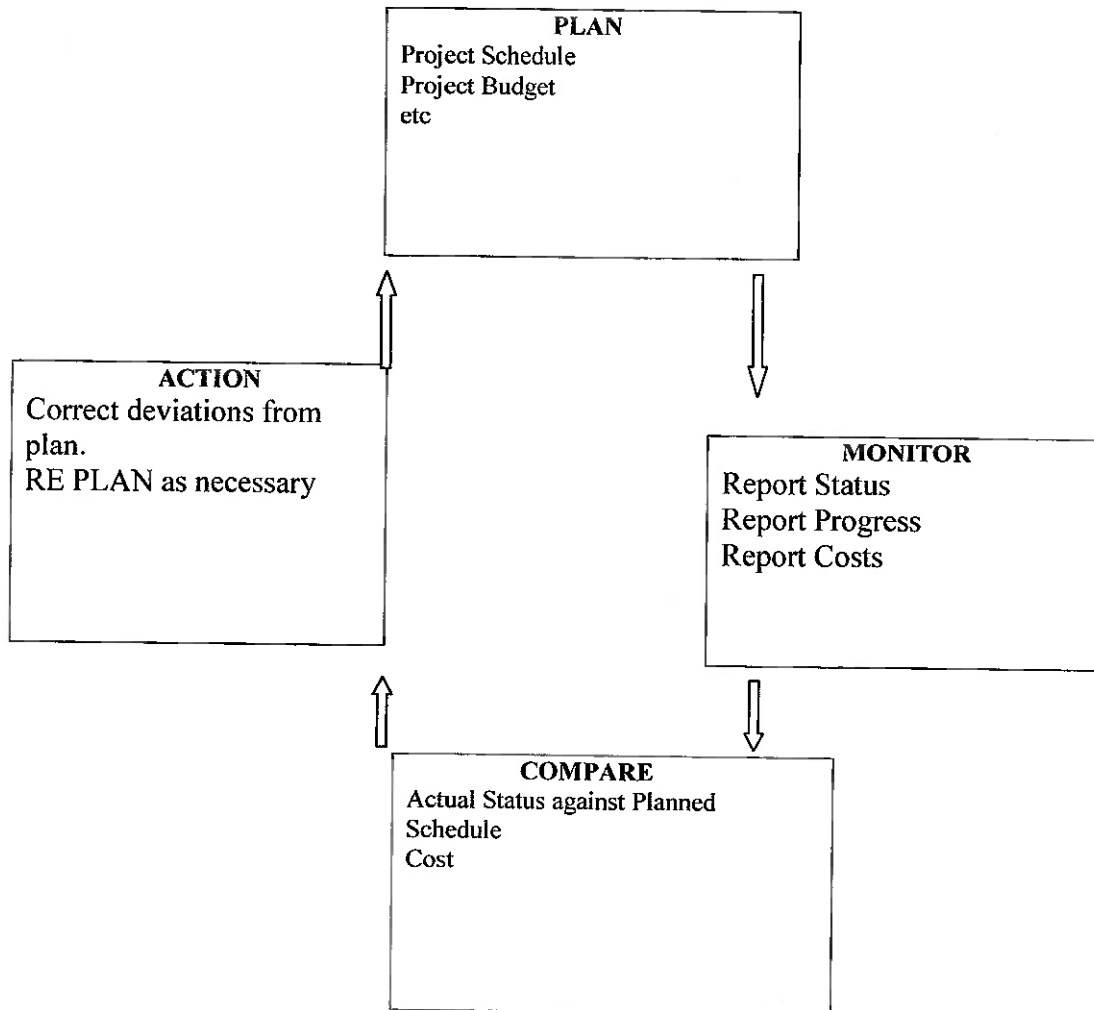 PLAN
Project Schedule
Project Budget
etc
ACTION
Correct deviations from
plan.
RE PLAN as necessary
MONITOR
Report Status
Report Progress
Report Costs
COMPARE
Actual Status against Planned
Schedule
Cost